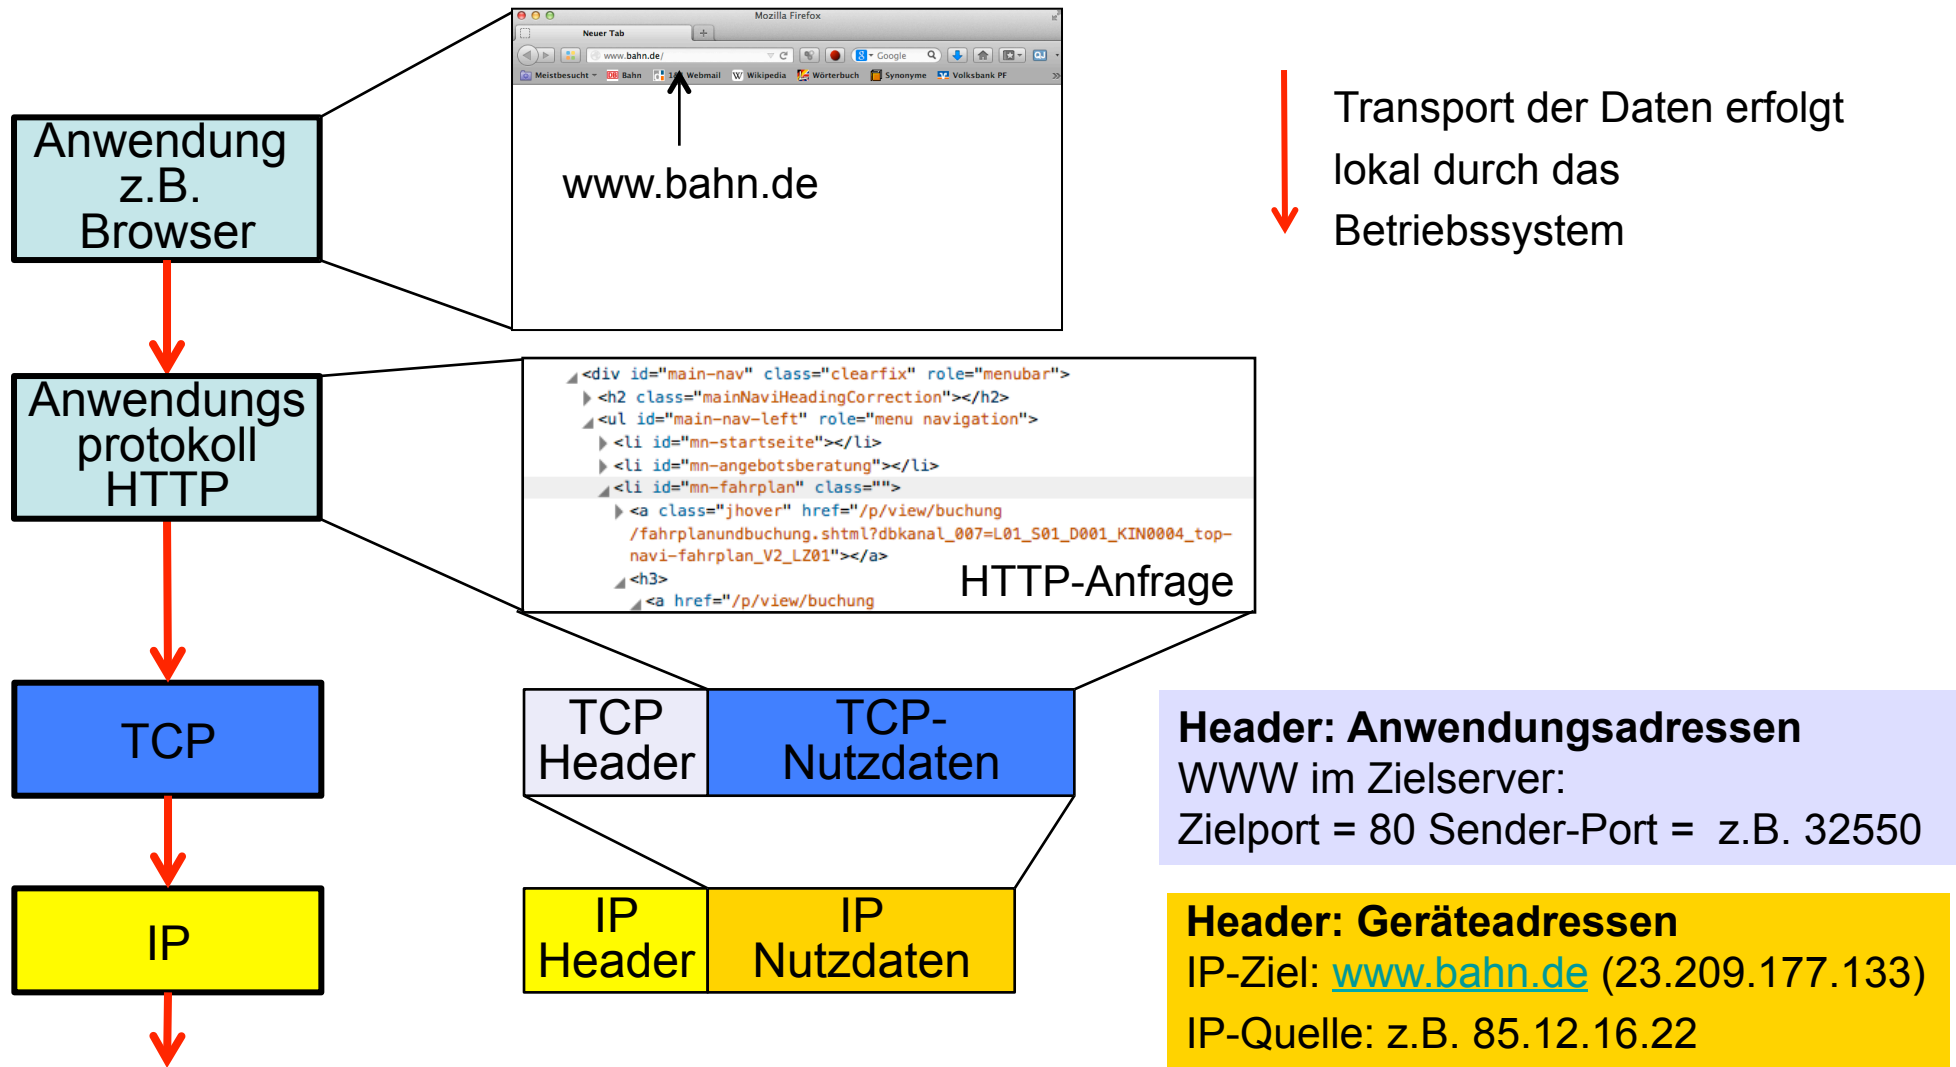 Mozilla Firefox
Neuer Tab
www.bahn.de/
Google
Meistbesucht
Bahn
Webmail
Wikipedia
Wörterbuch
Synonyme
Volksbank PF
www.bahn.de
Transport der Daten erfolgt
lokal durch das
Betriebssystem
Anwendung
z.B.
Browser
Anwendungs
protokoll
HTTP
<div id="main-nav" class="clearfix" role="menubar">
<h2 class="mainNaviHeadingCorrection"></h2>
<ul id="main-nav-left" role="menu navigation">
<li id="mn-startseite"></li>
<li id="mn-angebotsberatung"></li>
<li id="mn-fahrplan" class="">
<a class="jhover" href="/p/view/buchung
/fahrplanundbuchung.shtml?dbkanal_007=L01_S01_D001_KIN0004_top-
navi-fahrplan_V2_LZ01"></a>
<h3>
<a href="/p/view/buchung
HTTP-Anfrage
TCP
TCP
Header
TCP-
Nutzdaten
Header: Anwendungsadressen
WWW im Zielserver:
Zielport = 80 Sender-Port = z.B. 32550
IP
IP
Header
IP
Nutzdaten
Header: Geräteadressen
IP-Ziel: www.bahn.de (23.209.177.133)
IP-Quelle: z.B. 85.12.16.22